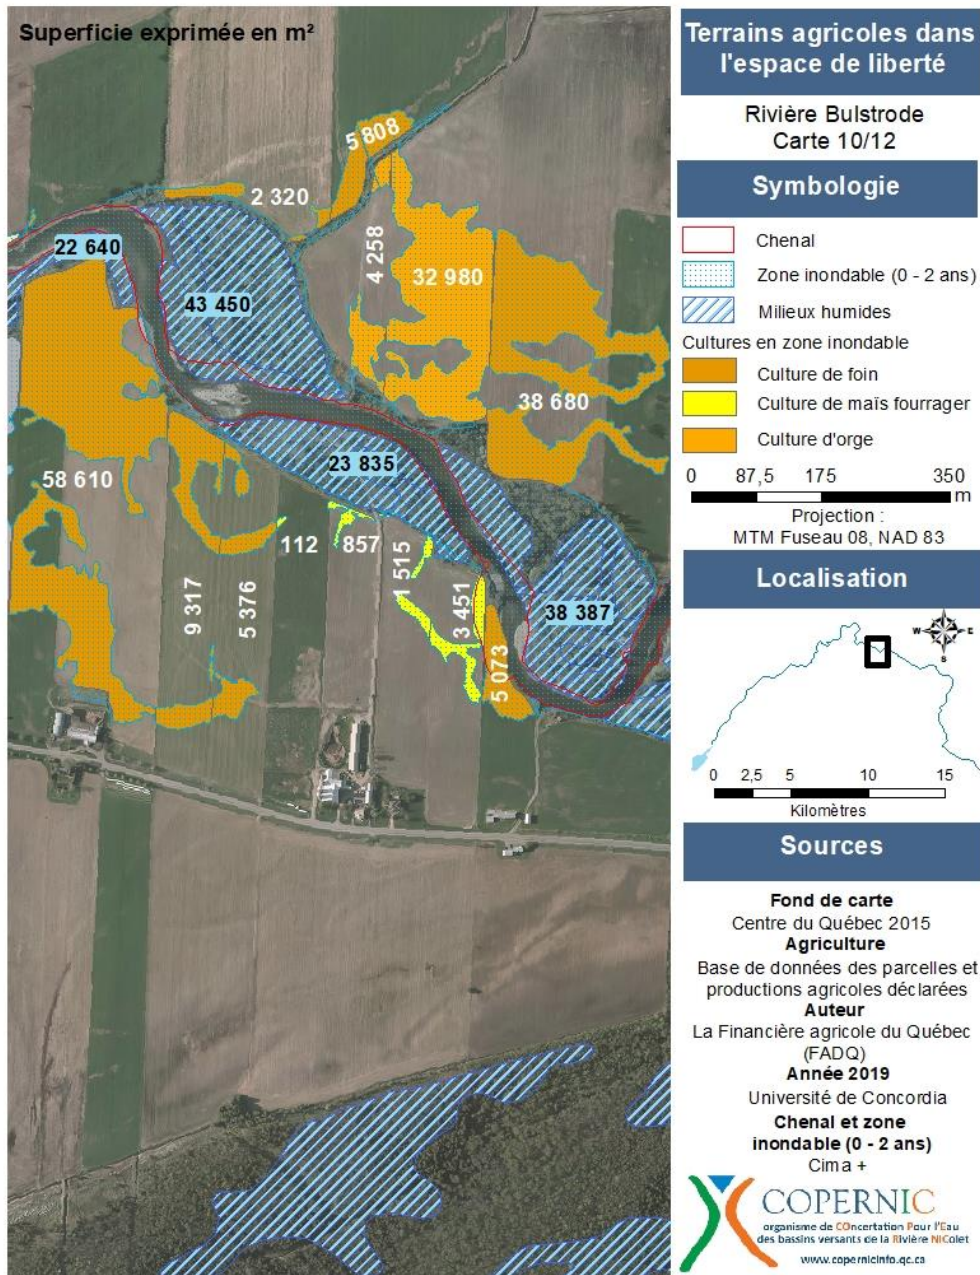 Superficie exprimée en m²
5 808
2 320
22 640
4 258
32 980
43 450
38 680
23 835
58 610
112
857
1 515
9 317
5 376
3 451
38 387
5 073
Terrains agricoles dans
l'espace de liberté
Rivière Bulstrode
Carte 10/12
Symbologie
Chenal
Zone inondable (0 - 2 ans)
Milieux humides
Cultures en zone inondable
Culture de foin
Culture de maïs fourrager
Culture d'orge
0 87,5 175 350
m
Projection :
MTM Fuseau 08, NAD 83
Localisation
N
W E
S
0 2,5 5 10 15
Kilomètres
Sources
Fond de carte
Centre du Québec 2015
Agriculture
Base de données des parcelles et
productions agricoles déclarées
Auteur
La Financière agricole du Québec
(FADQ)
Année 2019
Université de Concordia
Chenal et zone
inondable (0 - 2 ans)
Cima +
COPERNIC
organisme de COncertation Pour l'Eau
des bassins versants de la Rivière NIColet
www.copernicinfo.qc.ca